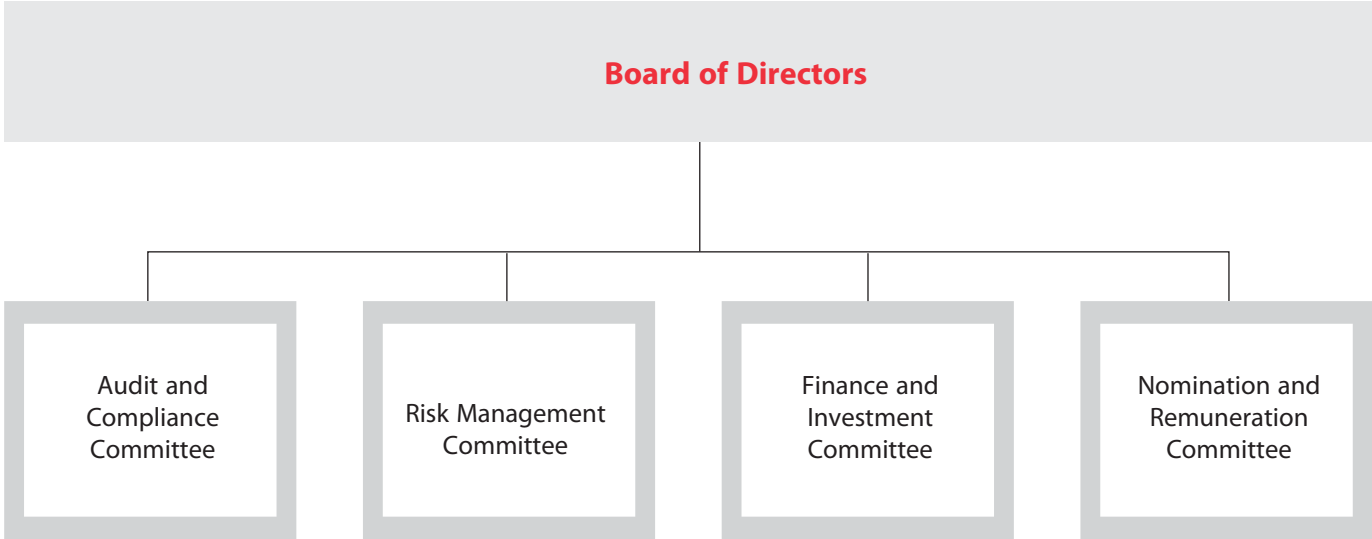 Board of Directors
Audit and
Compliance
Committee
Risk Management
Committee
Finance and
Investment
Committee
Nomination and
Remuneration
Committee